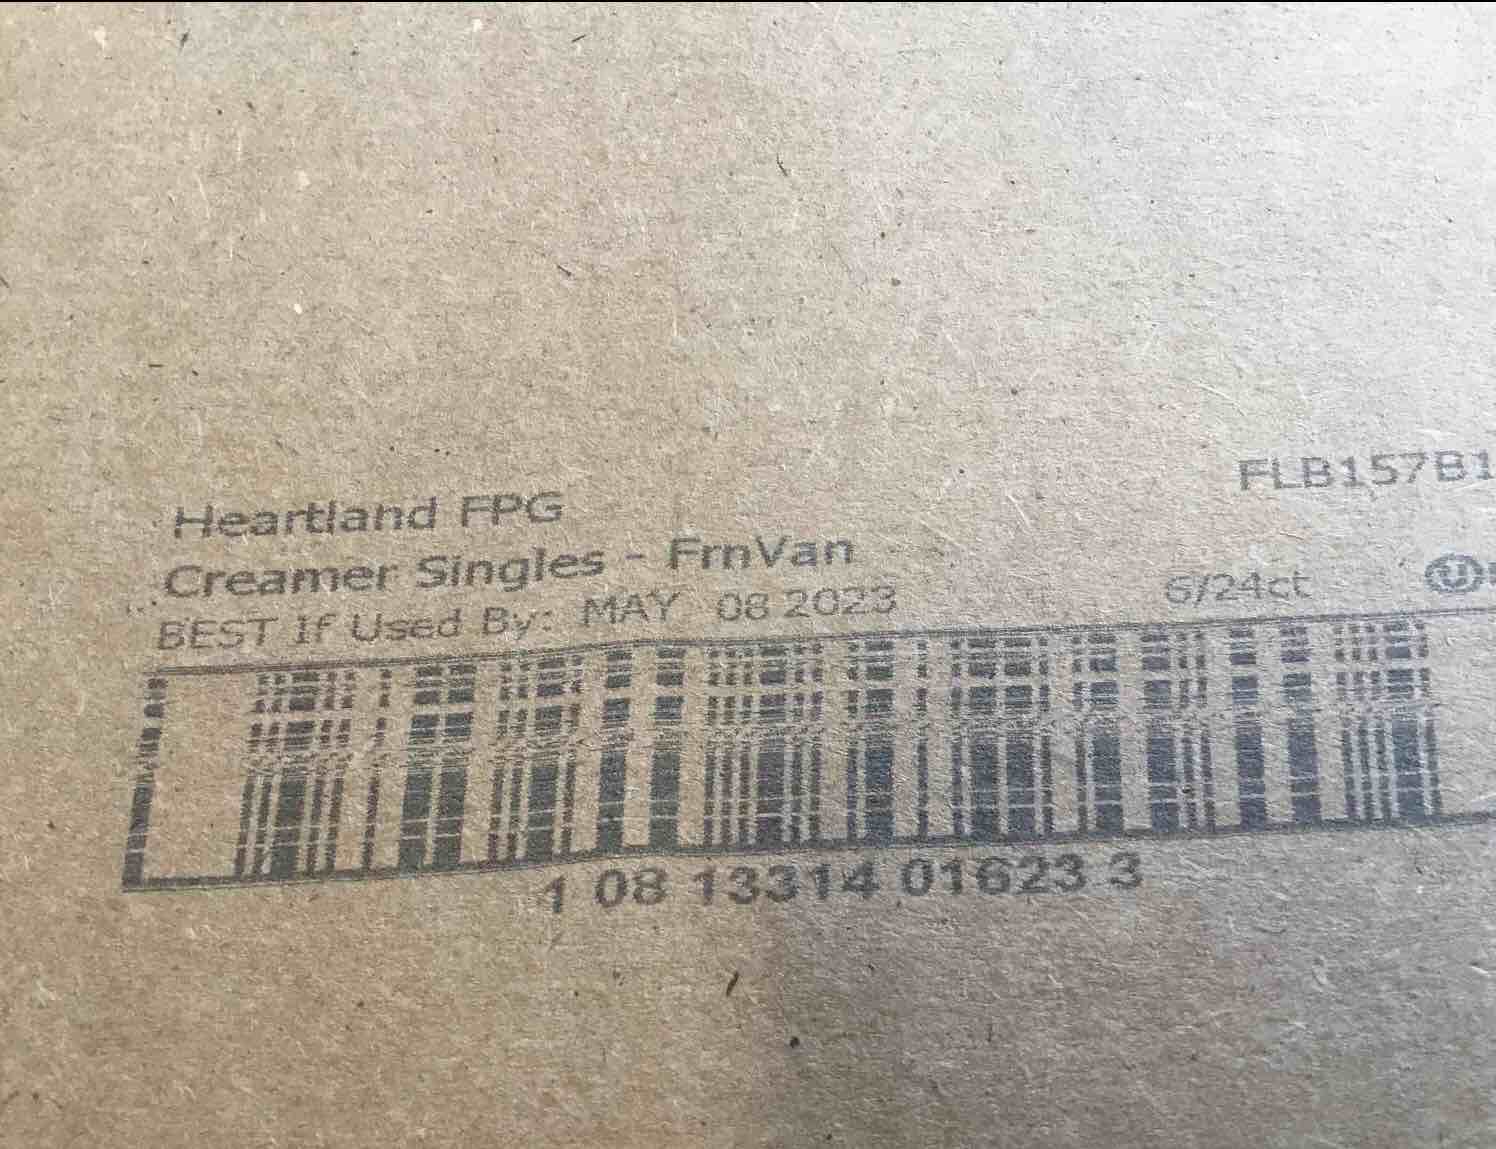 FLB157B1
Heartland FPG
Creamer Singles - FrnVan
BEST If Used By: MAY 08 2023
6/24ct
U
1 08 13314 01623 3